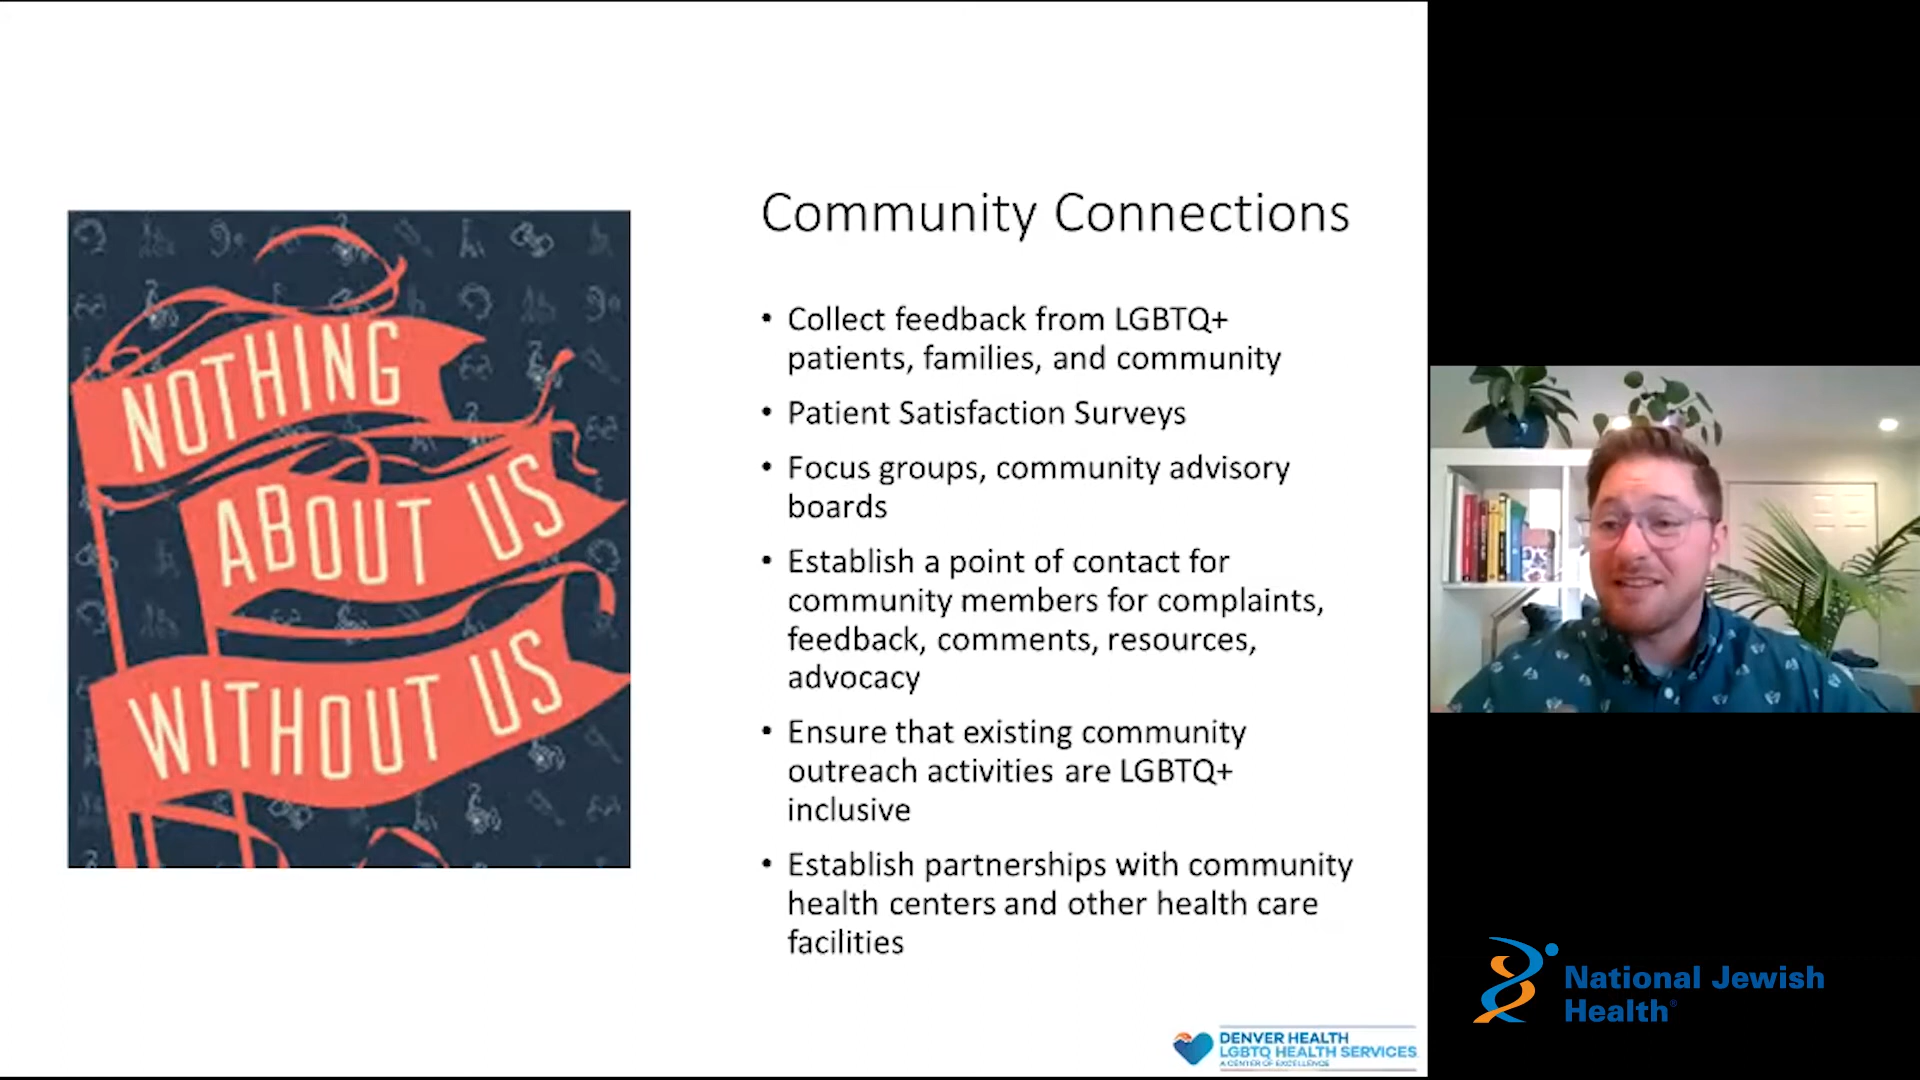 NOTHING
ABOUT US
WITHOUT US
Community Connections
• Collect feedback from LGBTQ+
patients, families, and community
• Patient Satisfaction Surveys
• Focus groups, community advisory
boards
• Establish a point of contact for
community members for complaints,
feedback, comments, resources,
advocacy
• Ensure that existing community
outreach activities are LGBTQ+
inclusive
• Establish partnerships with community
health centers and other health care
facilities
DENVER HEALTH
LGBTQ HEALTH SERVICES
A CENTER OF EXCELLENCE
National Jewish
Health®